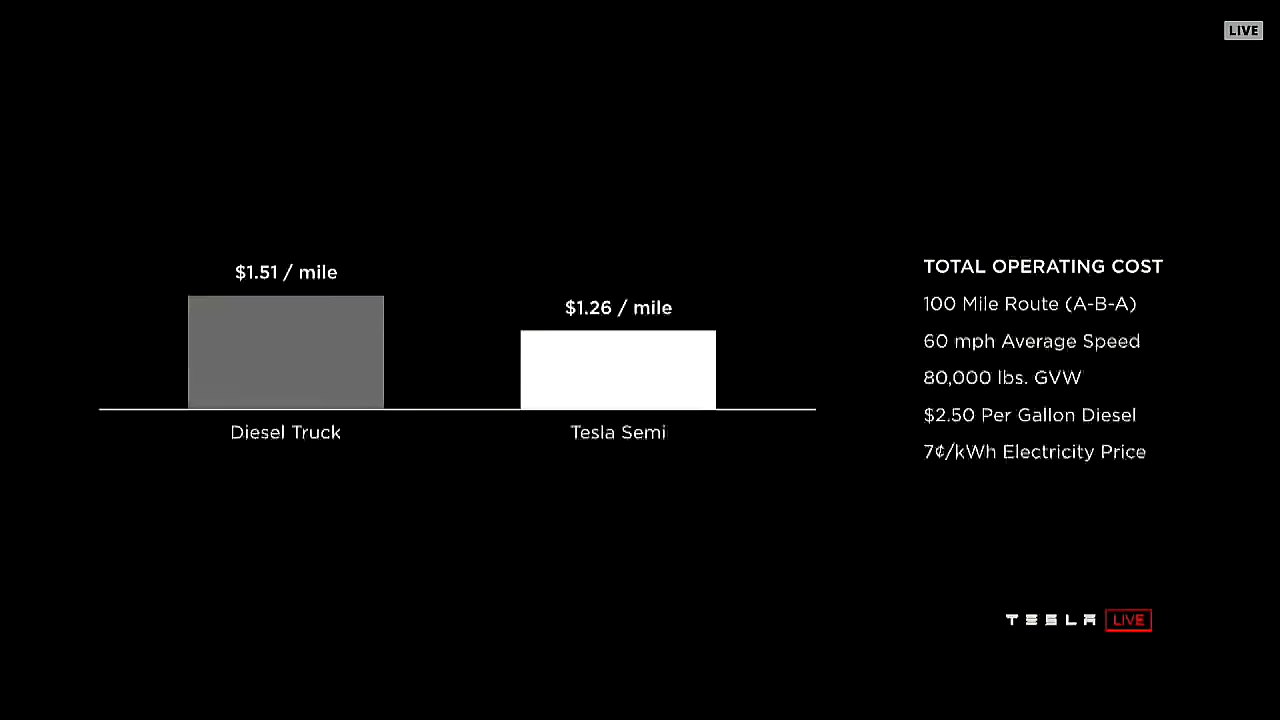 LIVE
$1.51 / mile
$1.26 / mile
Diesel Truck
Tesla Semi
TOTAL OPERATING COST
100 Mile Route (A-B-A)
60 mph Average Speed
80,000 lbs. GVW
$2.50 Per Gallon Diesel
7¢/kWh Electricity Price
TESLA LIVE